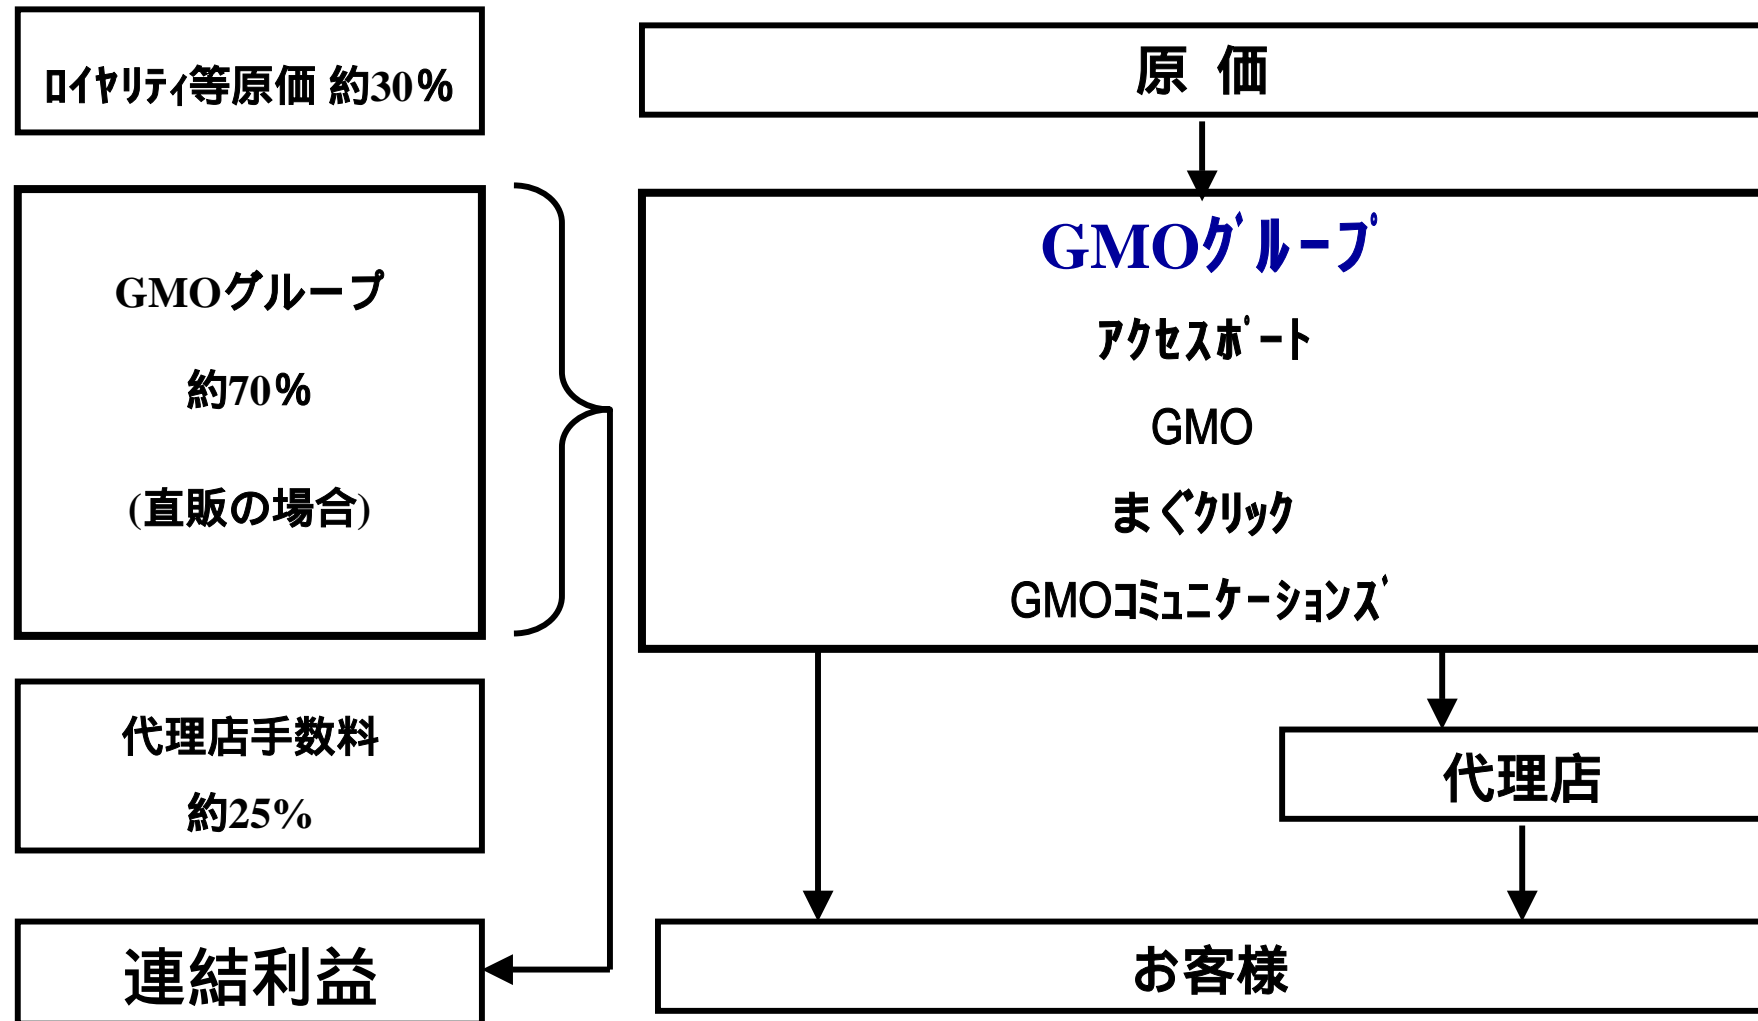 ﾛｲﾔﾘﾃｨ等原価 約30％
GMOグループ
約70％
(直販の場合)
代理店手数料
約25%
連結利益
原 価
GMOｸﾞﾙｰﾌﾟ
ｱｸｾｽﾎﾟｰﾄ
GMO
まぐｸﾘｯｸ
GMOｺﾐｭﾆｹｰｼｮﾝｽﾞ
代理店
お客様